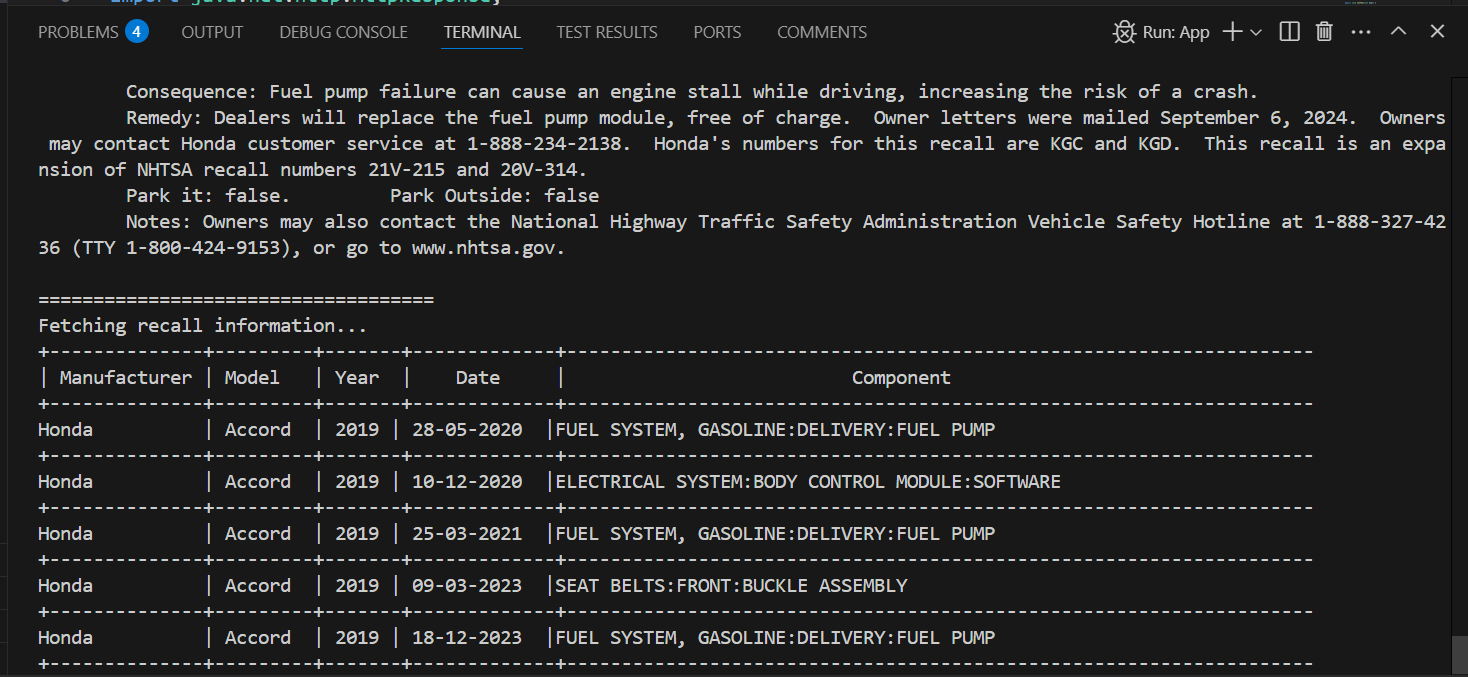 import java.net.http.HttpResponse;
PROBLEMS 4 OUTPUT DEBUG CONSOLE TERMINAL TEST RESULTS PORTS COMMENTS Run: App
Consequence: Fuel pump failure can cause an engine stall while driving, increasing the risk of a crash.
Remedy: Dealers will replace the fuel pump module, free of charge.  Owner letters were mailed September 6, 2024.  Owners
 may contact Honda customer service at 1-888-234-2138.  Honda's numbers for this recall are KGC and KGD.  This recall is an expa
nsion of NHTSA recall numbers 21V-215 and 20V-314.
Park it: false.         Park Outside: false
Notes: Owners may also contact the National Highway Traffic Safety Administration Vehicle Safety Hotline at 1-888-327-42
36 (TTY 1-800-424-9153), or go to www.nhtsa.gov.
====================================
Fetching recall information...
+--------------+---------+-------+-------------+--------------------------------------------------------------------
| Manufacturer | Model   | Year  |    Date     |                          Component
+--------------+---------+-------+-------------+--------------------------------------------------------------------
Honda          | Accord  | 2019 | 28-05-2020  |FUEL SYSTEM, GASOLINE:DELIVERY:FUEL PUMP
+--------------+---------+-------+-------------+--------------------------------------------------------------------
Honda          | Accord  | 2019 | 10-12-2020  |ELECTRICAL SYSTEM:BODY CONTROL MODULE:SOFTWARE
+--------------+---------+-------+-------------+--------------------------------------------------------------------
Honda          | Accord  | 2019 | 25-03-2021  |FUEL SYSTEM, GASOLINE:DELIVERY:FUEL PUMP
+--------------+---------+-------+-------------+--------------------------------------------------------------------
Honda          | Accord  | 2019 | 09-03-2023  |SEAT BELTS:FRONT:BUCKLE ASSEMBLY
+--------------+---------+-------+-------------+--------------------------------------------------------------------
Honda          | Accord  | 2019 | 18-12-2023  |FUEL SYSTEM, GASOLINE:DELIVERY:FUEL PUMP
+--------------+---------+-------+-------------+--------------------------------------------------------------------